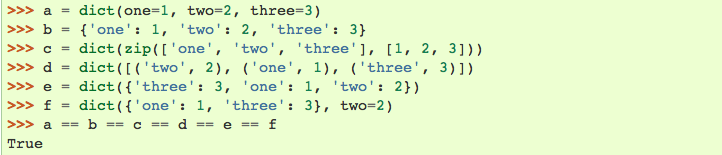 >>> a = dict(one=1, two=2, three=3)
>>> b = {'one': 1, 'two': 2, 'three': 3}
>>> c = dict(zip(['one', 'two', 'three'], [1, 2, 3]))
>>> d = dict([('two', 2), ('one', 1), ('three', 3)])
>>> e = dict({'three': 3, 'one': 1, 'two': 2})
>>> f = dict({'one': 1, 'three': 3}, two=2)
>>> a == b == c == d == e == f
True